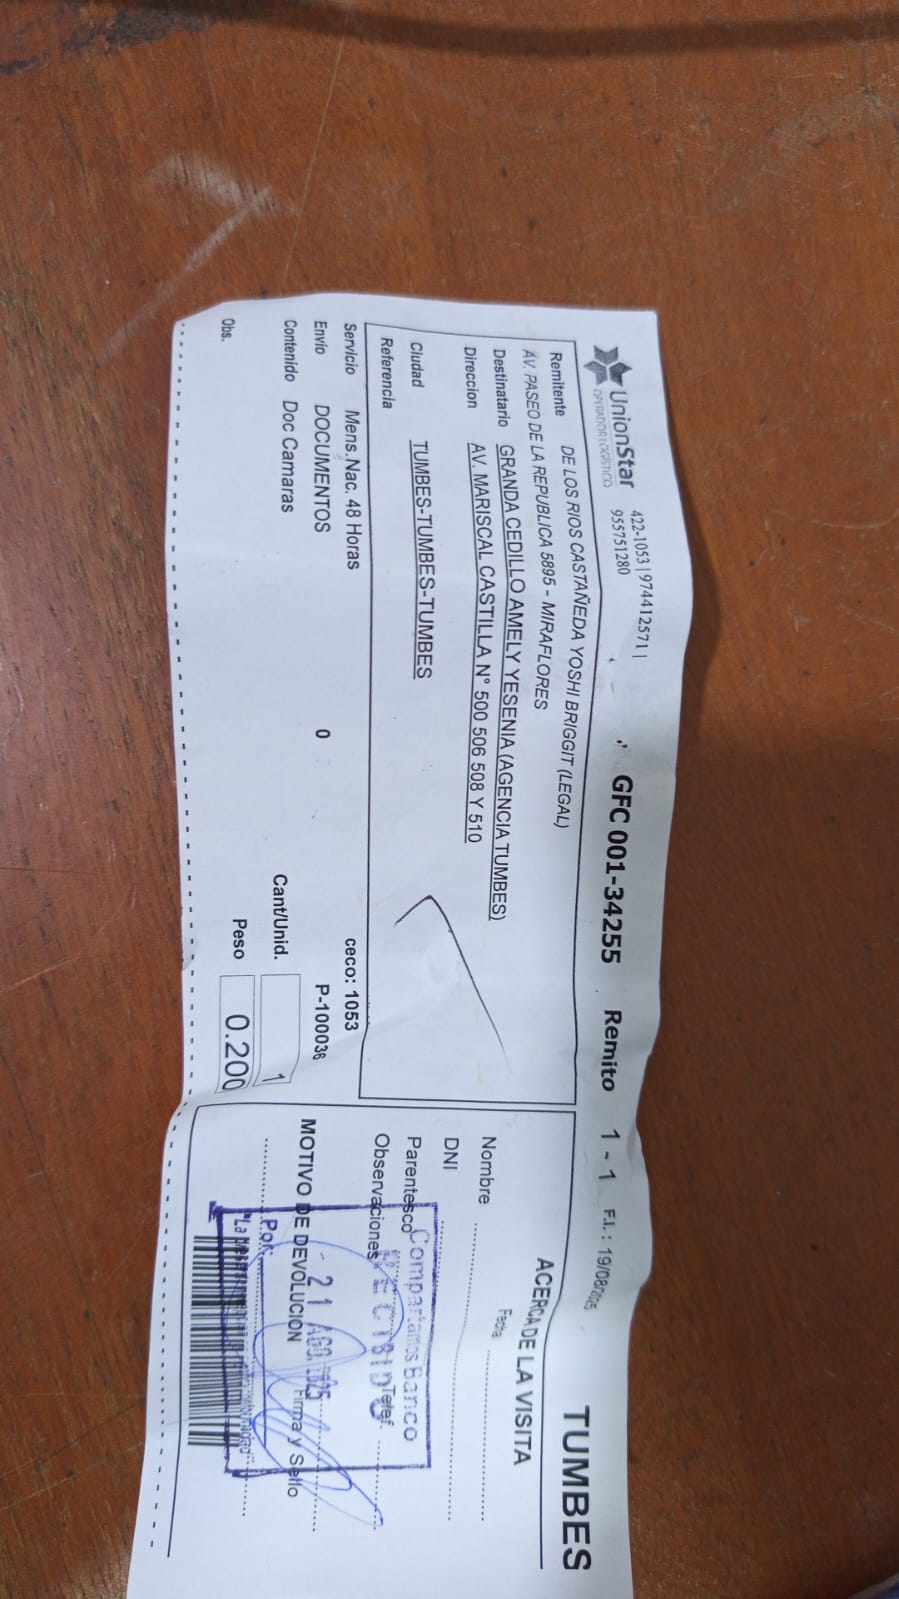 UnionStar
OPERADOR LOGISTICO
422-1053 | 974412571 |
955751280
GFC 001-34255 Remito 1 - 1 F.I.: 19/08/2025
TUMBES
Remitente DE LOS RIOS CASTAÑEDA YOSHI BRIGGIT (LEGAL)
AV. PASEO DE LA REPUBLICA 5895 - MIRAFLORES
Destinatario GRANDA CEDILLO AMELY YESENIA (AGENCIA TUMBES)
Direccion AV. MARISCAL CASTILLA N° 500 506 508 Y 510
Ciudad TUMBES-TUMBES-TUMBES
Referencia
Servicio Mens.Nac. 48 Horas ceco: 1053
Envio DOCUMENTOS 0 P-100036
Contenido Doc Camaras
Cant/Unid. 1
Obs.
Peso 0.200
ACERCA DE LA VISITA
Fecha
Nombre
DNI
Parentesco
Telef.
Observaciones
MOTIVO DE DEVOLUCION
Firma y Sello
Compartamos Banco
RECIBIDO
21 AGO. 2025
Por: